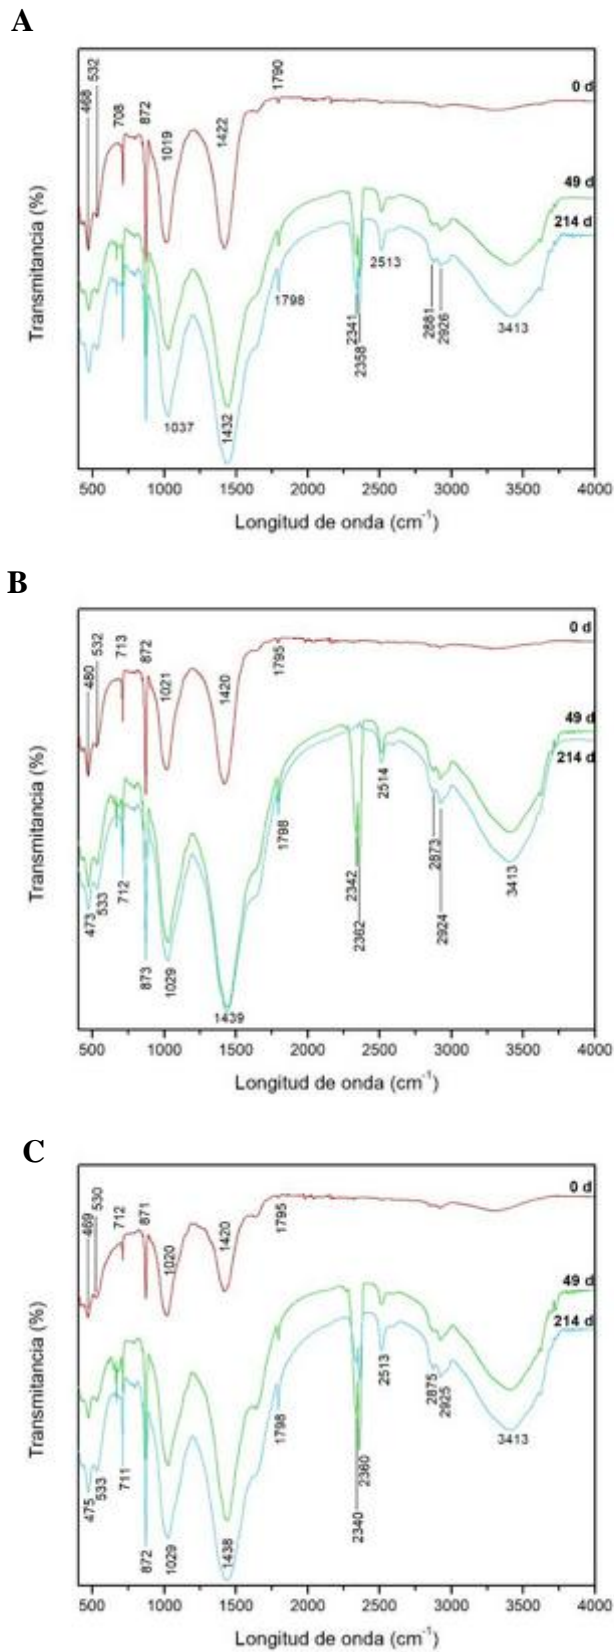 A
468
532
708
872
1019
1422
1790
0 d
49 d
214 d
1037
1432
1798
2341
2358
2513
2881
2926
3413
Transmitancia (%)
500 1000 1500 2000 2500 3000 3500 4000
Longitud de onda (cm⁻¹)
B
480
532
713
872
1021
1420
1795
0 d
49 d
214 d
473
533
712
873
1029
1439
1798
2342
2362
2514
2873
2924
3413
Transmitancia (%)
500 1000 1500 2000 2500 3000 3500 4000
Longitud de onda (cm⁻¹)
C
469
530
712
871
1020
1420
1795
0 d
49 d
214 d
475
533
711
872
1029
1438
1798
2340
2360
2513
2875
2925
3413
Transmitancia (%)
500 1000 1500 2000 2500 3000 3500 4000
Longitud de onda (cm⁻¹)